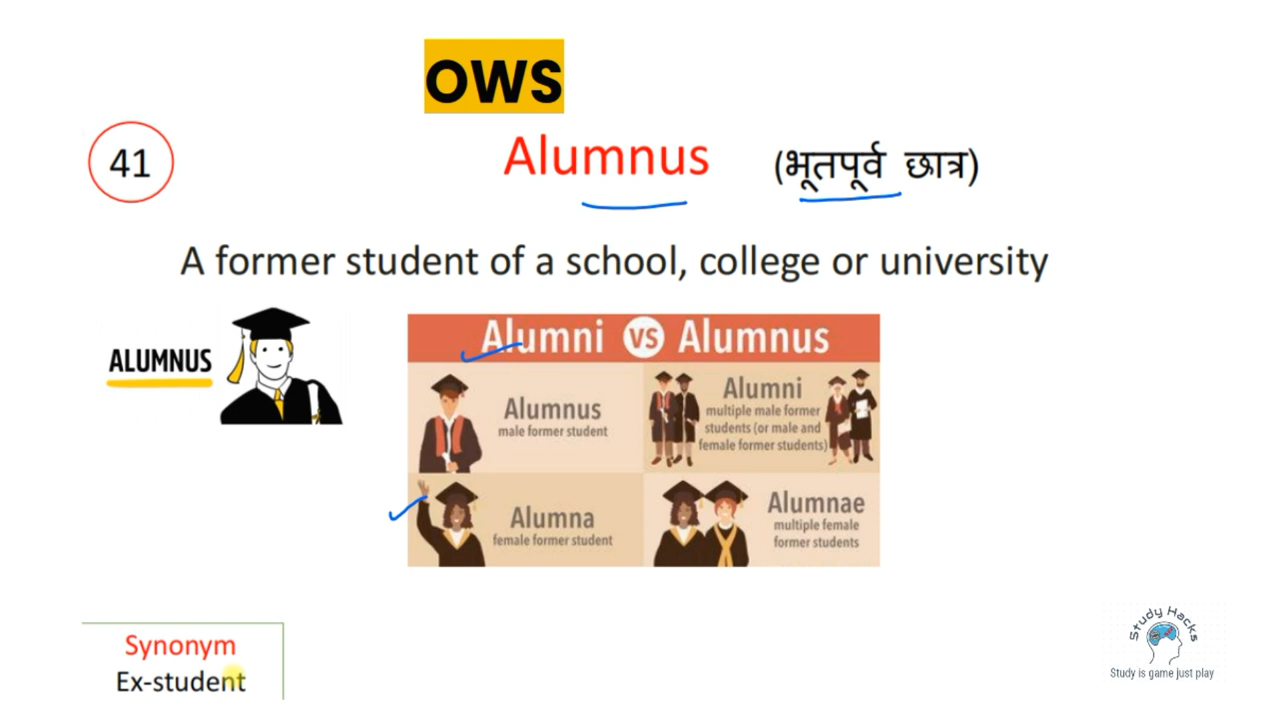 OWS
41
Alumnus
(भूतपूर्व छात्र)
A former student of a school, college or university
ALUMNUS
Alumni VS Alumnus
Alumnus
male former student
Alumni
multiple male former
students (or male and
female former students)
Alumna
female former student
Alumnae
multiple female
former students
Synonym
Ex-student
Study Hacks
Study is game just play